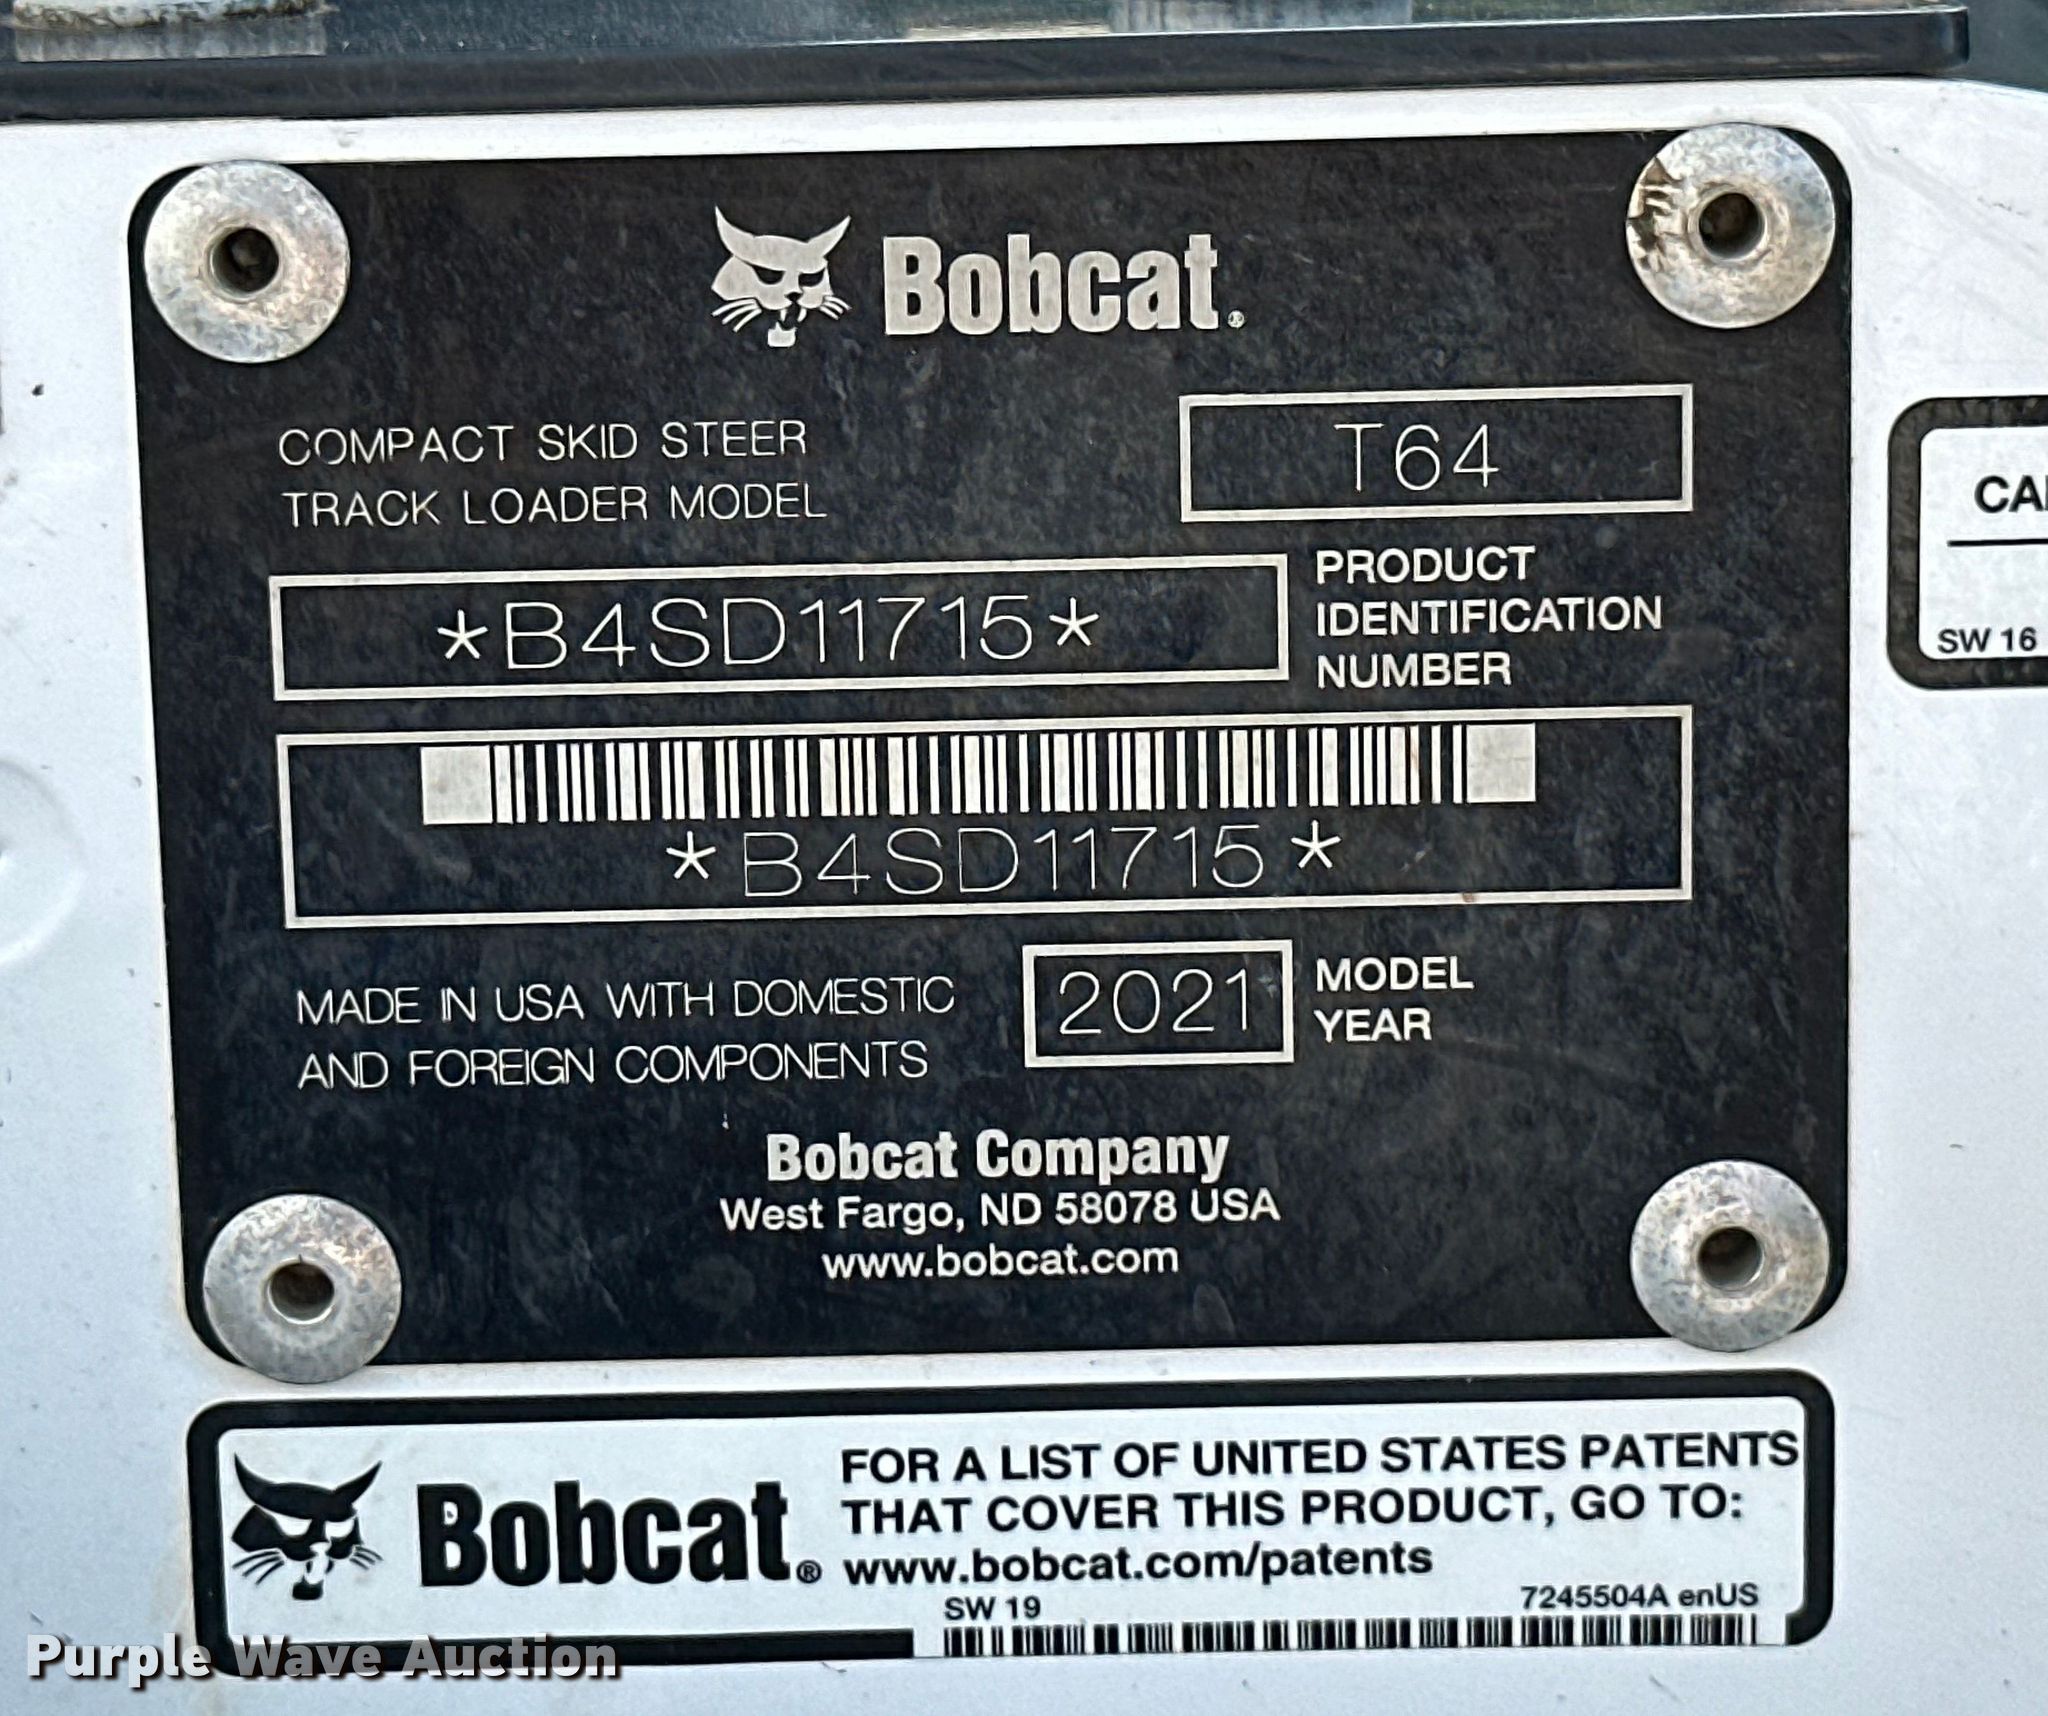 Bobcat®
COMPACT SKID STEER
TRACK LOADER MODEL
T64
*B4SD11715*
PRODUCT
IDENTIFICATION
NUMBER
*B4SD11715*
MADE IN USA WITH DOMESTIC
AND FOREIGN COMPONENTS
2021
MODEL
YEAR
Bobcat Company
West Fargo, ND 58078 USA
www.bobcat.com
SW 16
Bobcat®
FOR A LIST OF UNITED STATES PATENTS
THAT COVER THIS PRODUCT, GO TO:
www.bobcat.com/patents
SW 19
7245504A enUS
Purple Wave Auction